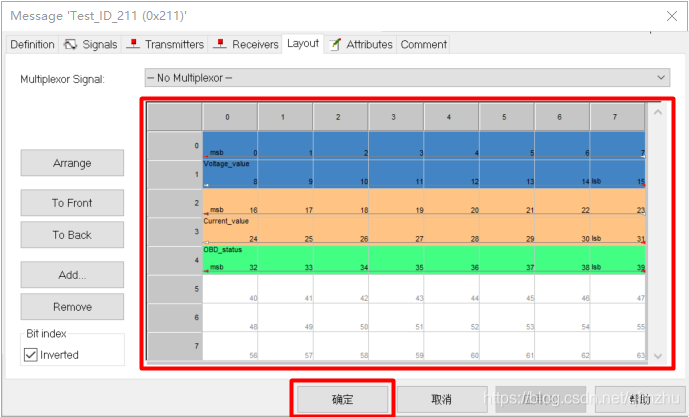 Message 'Test_ID_211 (0x211)'
Definition Signals Transmitters Receivers Layout Attributes Comment
Multiplexor Signal: -- No Multiplexor --
0 1 2 3 4 5 6 7
0 msb 0 1 2 3 4 5 6 7
Voltage_value
1 8 9 10 11 12 13 14 lsb 15
2 msb 16 17 18 19 20 21 22 23
Current_value
3 24 25 26 27 28 29 30 lsb 31
OBD_status
4 msb 32 33 34 35 36 37 38 lsb 39
5 40 41 42 43 44 45 46 47
6 48 49 50 51 52 53 54 55
7 56 57 58 59 60 61 62 63
Arrange
To Front
To Back
Add...
Remove
Bit index
Inverted
确定 取消 帮助